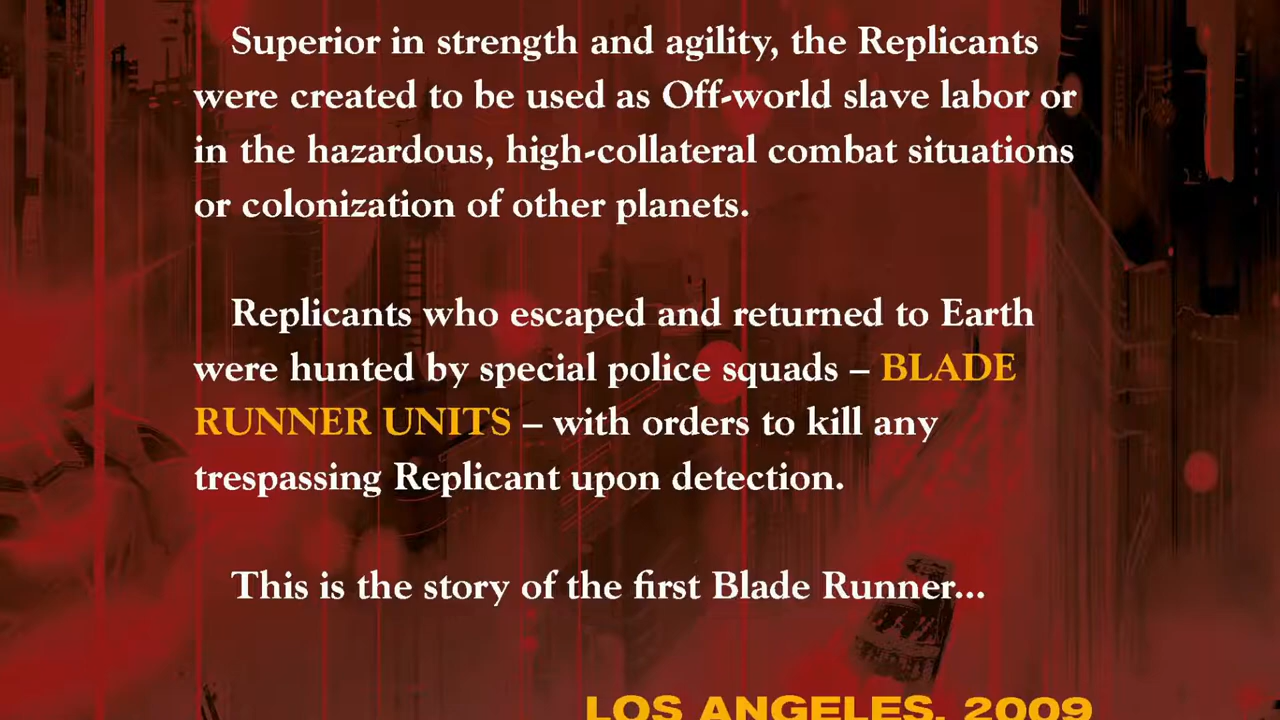 Superior in strength and agility, the Replicants
were created to be used as Off-world slave labor or
in the hazardous, high-collateral combat situations
or colonization of other planets.
Replicants who escaped and returned to Earth
were hunted by special police squads – BLADE
RUNNER UNITS – with orders to kill any
trespassing Replicant upon detection.
This is the story of the first Blade Runner...
LOS ANGELES, 2009